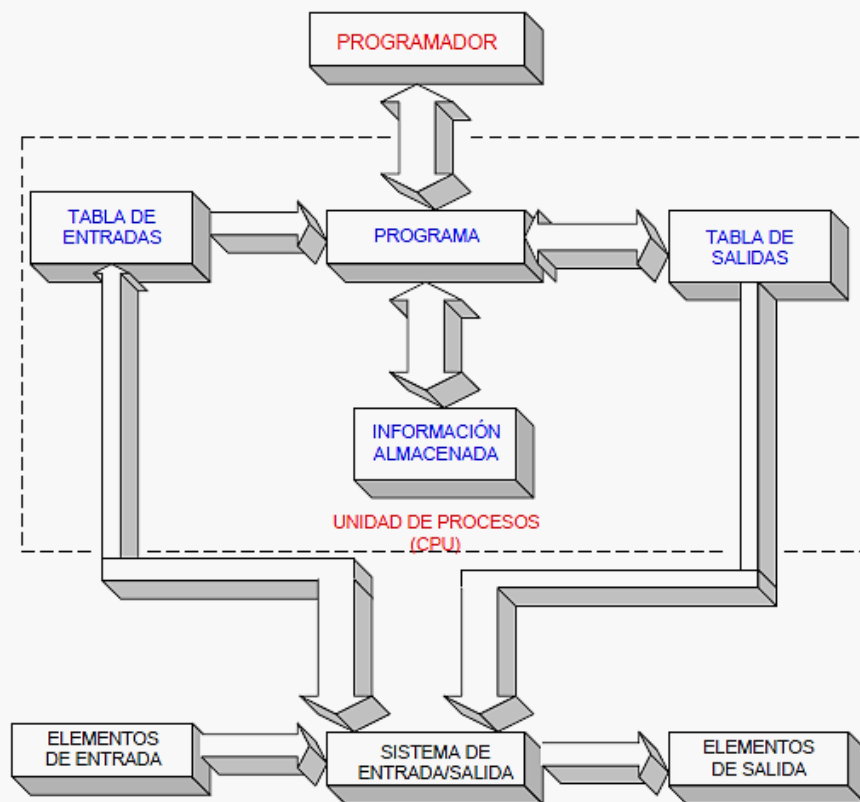 PROGRAMADOR
TABLA DE
ENTRADAS
PROGRAMA
TABLA DE
SALIDAS
INFORMACIÓN
ALMACENADA
UNIDAD DE PROCESOS
(CPU)
ELEMENTOS
DE ENTRADA
SISTEMA DE
ENTRADA/SALIDA
ELEMENTOS
DE SALIDA